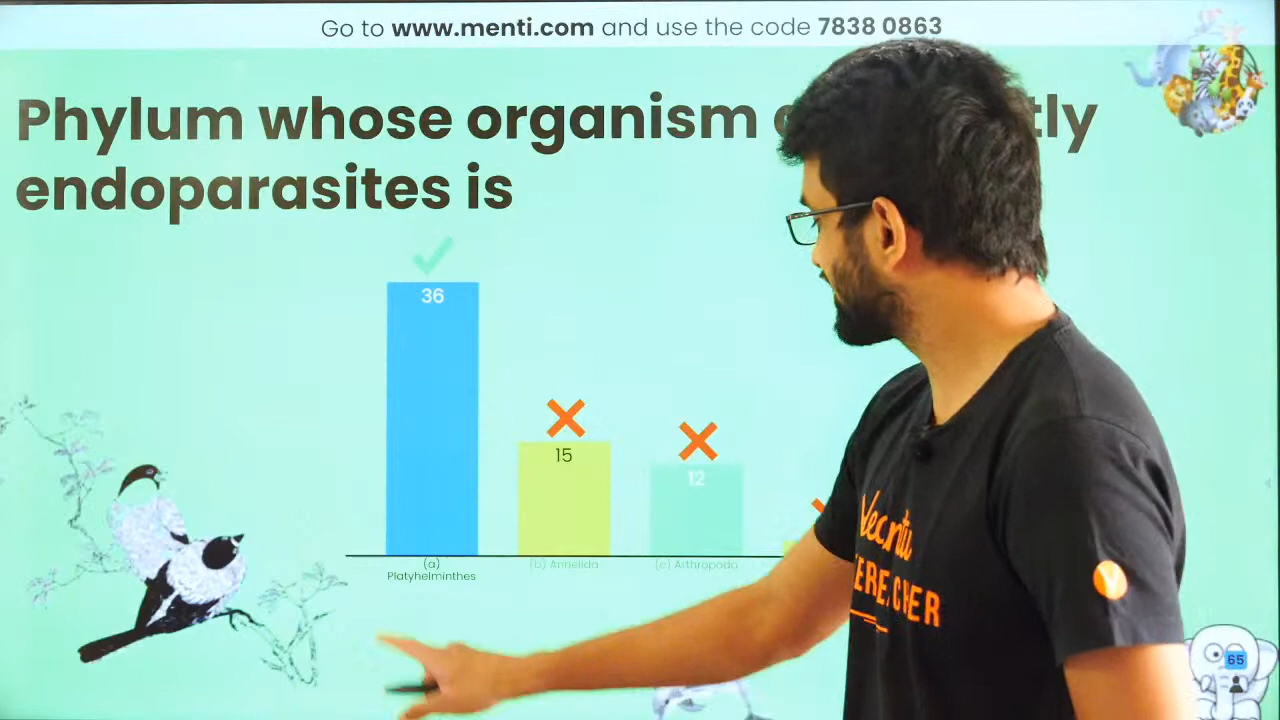 Go to www.menti.com and use the code 7838 0863
Phylum whose organism
endoparasites is
36
15
12
(a)
Platyhelminthes
(b) Annelida
(c) Arthropoda
65